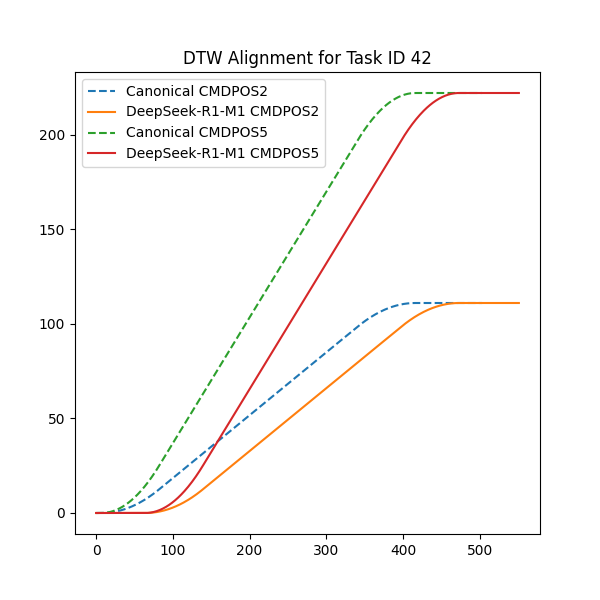 DTW Alignment for Task ID 42
Canonical CMDPOS2
DeepSeek-R1-M1 CMDPOS2
Canonical CMDPOS5
DeepSeek-R1-M1 CMDPOS5
200
150
100
50
0
0 100 200 300 400 500